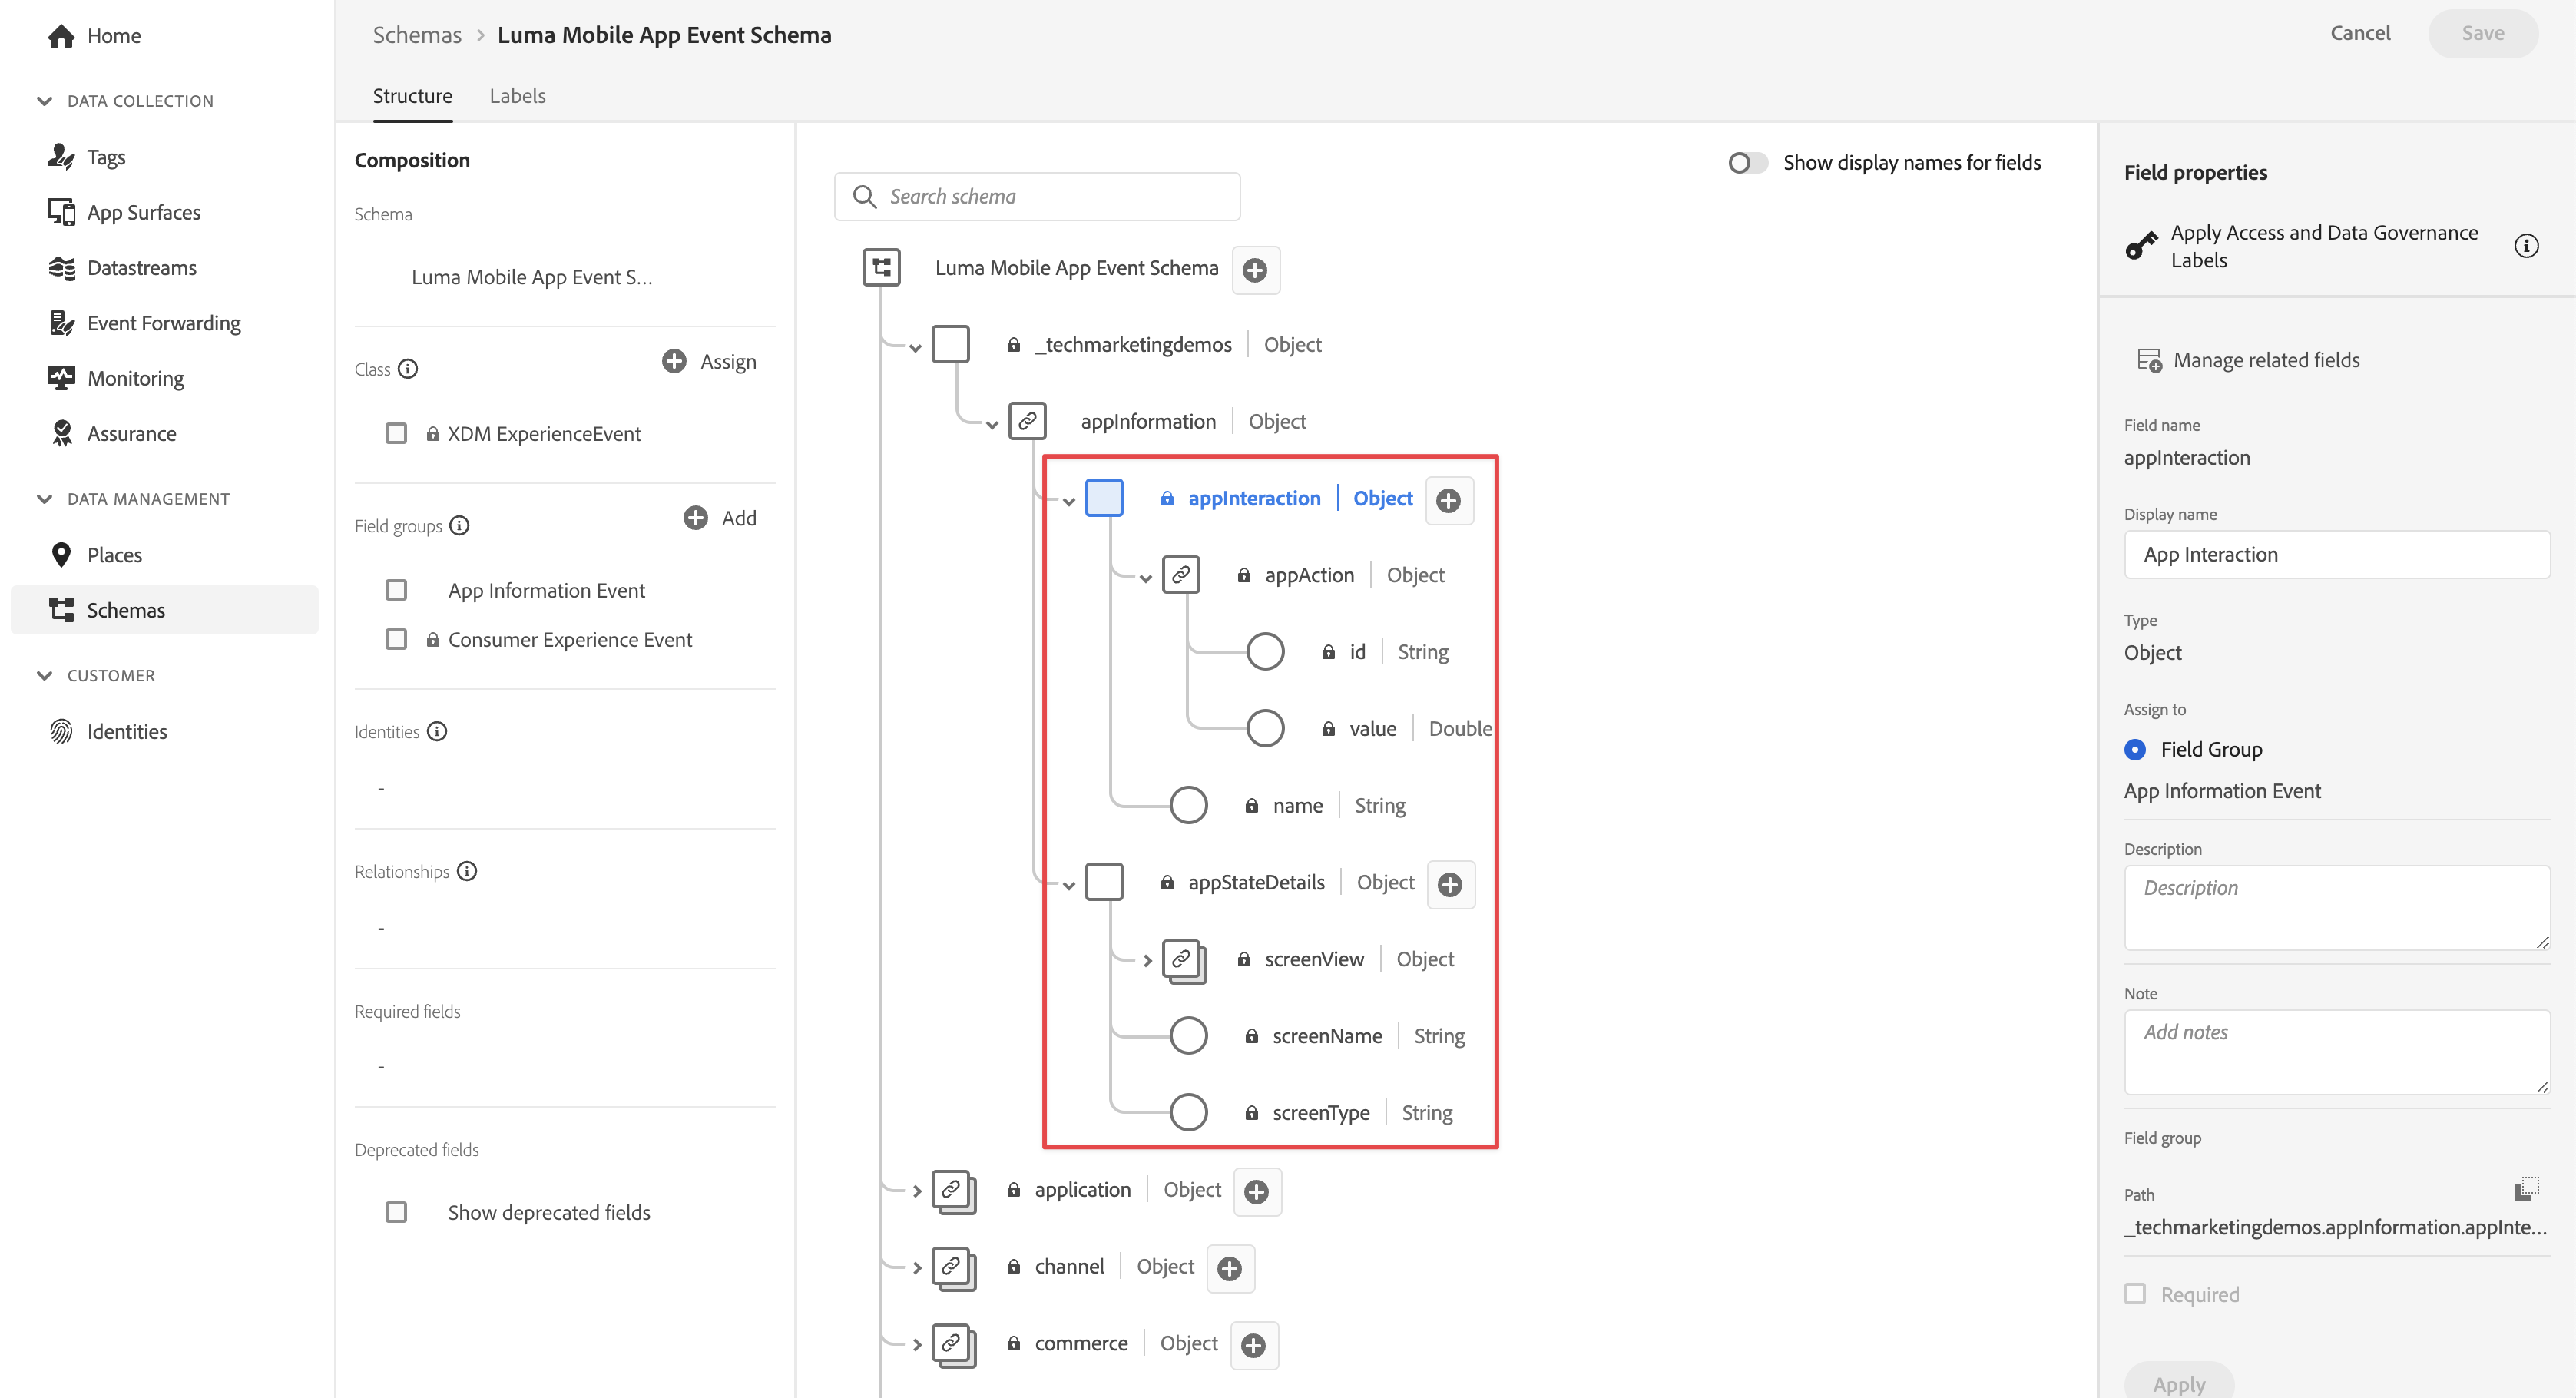 Home
DATA COLLECTION
Tags
App Surfaces
Datastreams
Event Forwarding
Monitoring
Assurance
DATA MANAGEMENT
Places
Schemas
CUSTOMER
Identities
Schemas > Luma Mobile App Event Schema
Cancel
Save
Structure
Labels
Composition
Schema
Luma Mobile App Event S...
Class
Assign
XDM ExperienceEvent
Field groups
Add
App Information Event
Consumer Experience Event
Identities
-
Relationships
-
Required fields
-
Deprecated fields
Show deprecated fields
Show display names for fields
Search schema
Luma Mobile App Event Schema
_techmarketingdemos | Object
appInformation | Object
appInteraction | Object
appAction | Object
id | String
value | Double
name | String
appStateDetails | Object
screenView | Object
screenName | String
screenType | String
application | Object
channel | Object
commerce | Object
Field properties
Apply Access and Data Governance
Labels
Manage related fields
Field name
appInteraction
Display name
App Interaction
Type
Object
Assign to
Field Group
App Information Event
Description
Description
Note
Add notes
Field group
Path
_techmarketingdemos.appInformation.appInte...
Required
Apply